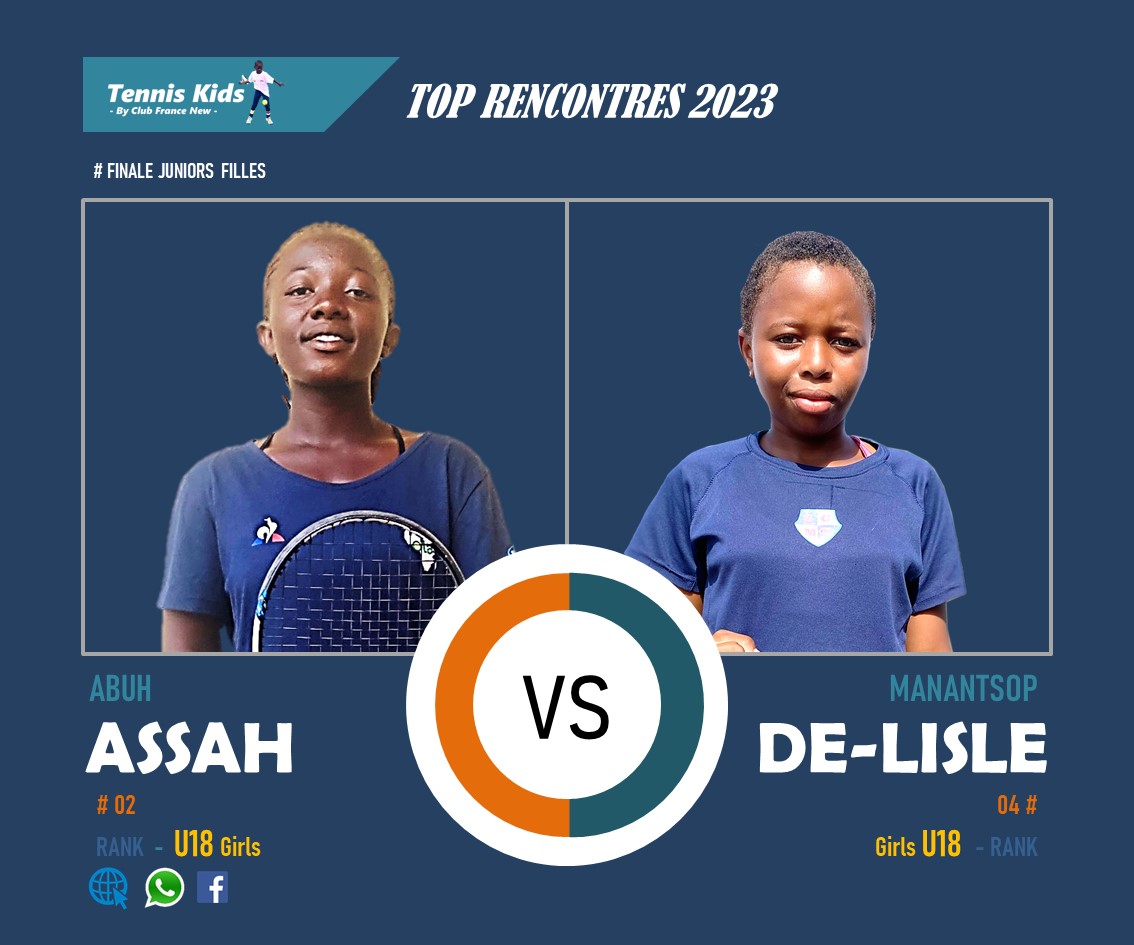 Tennis Kids
- By Club France New -
TOP RENCONTRES 2023
# FINALE JUNIORS FILLES
VS
ABUH
ASSAH
# 02
RANK - U18 Girls
MANANTSOP
DE-LISLE
04 #
Girls U18 - RANK